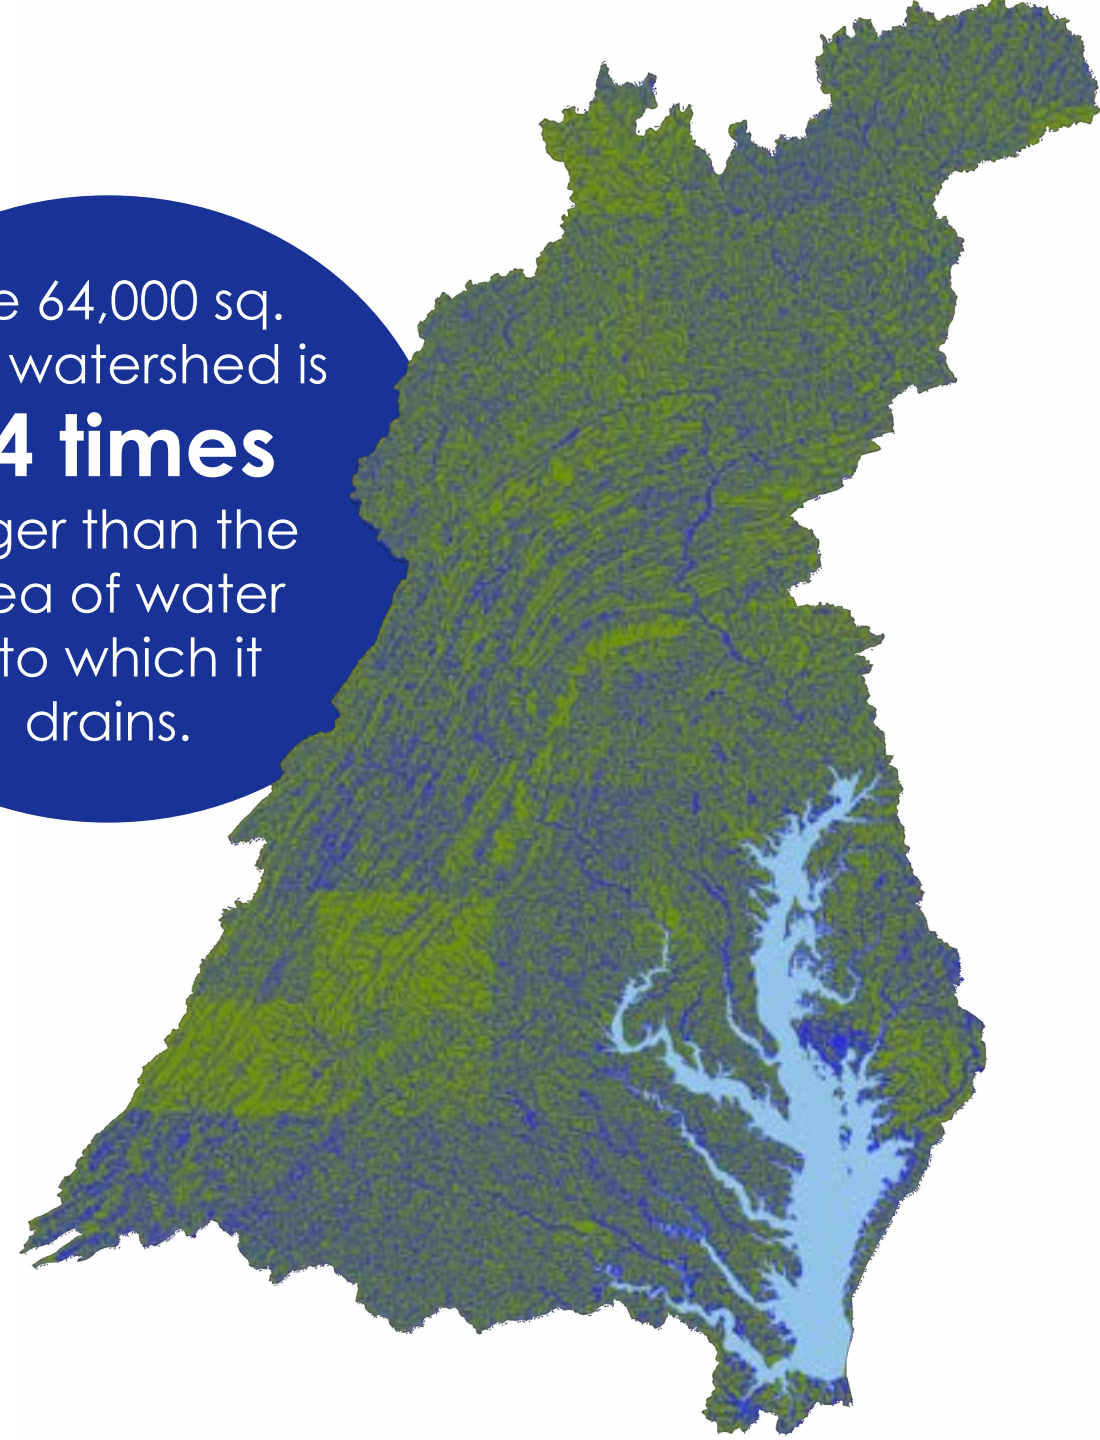 e 64,000 sq.
watershed is
4 times
ger than the
ea of water
to which it
drains.